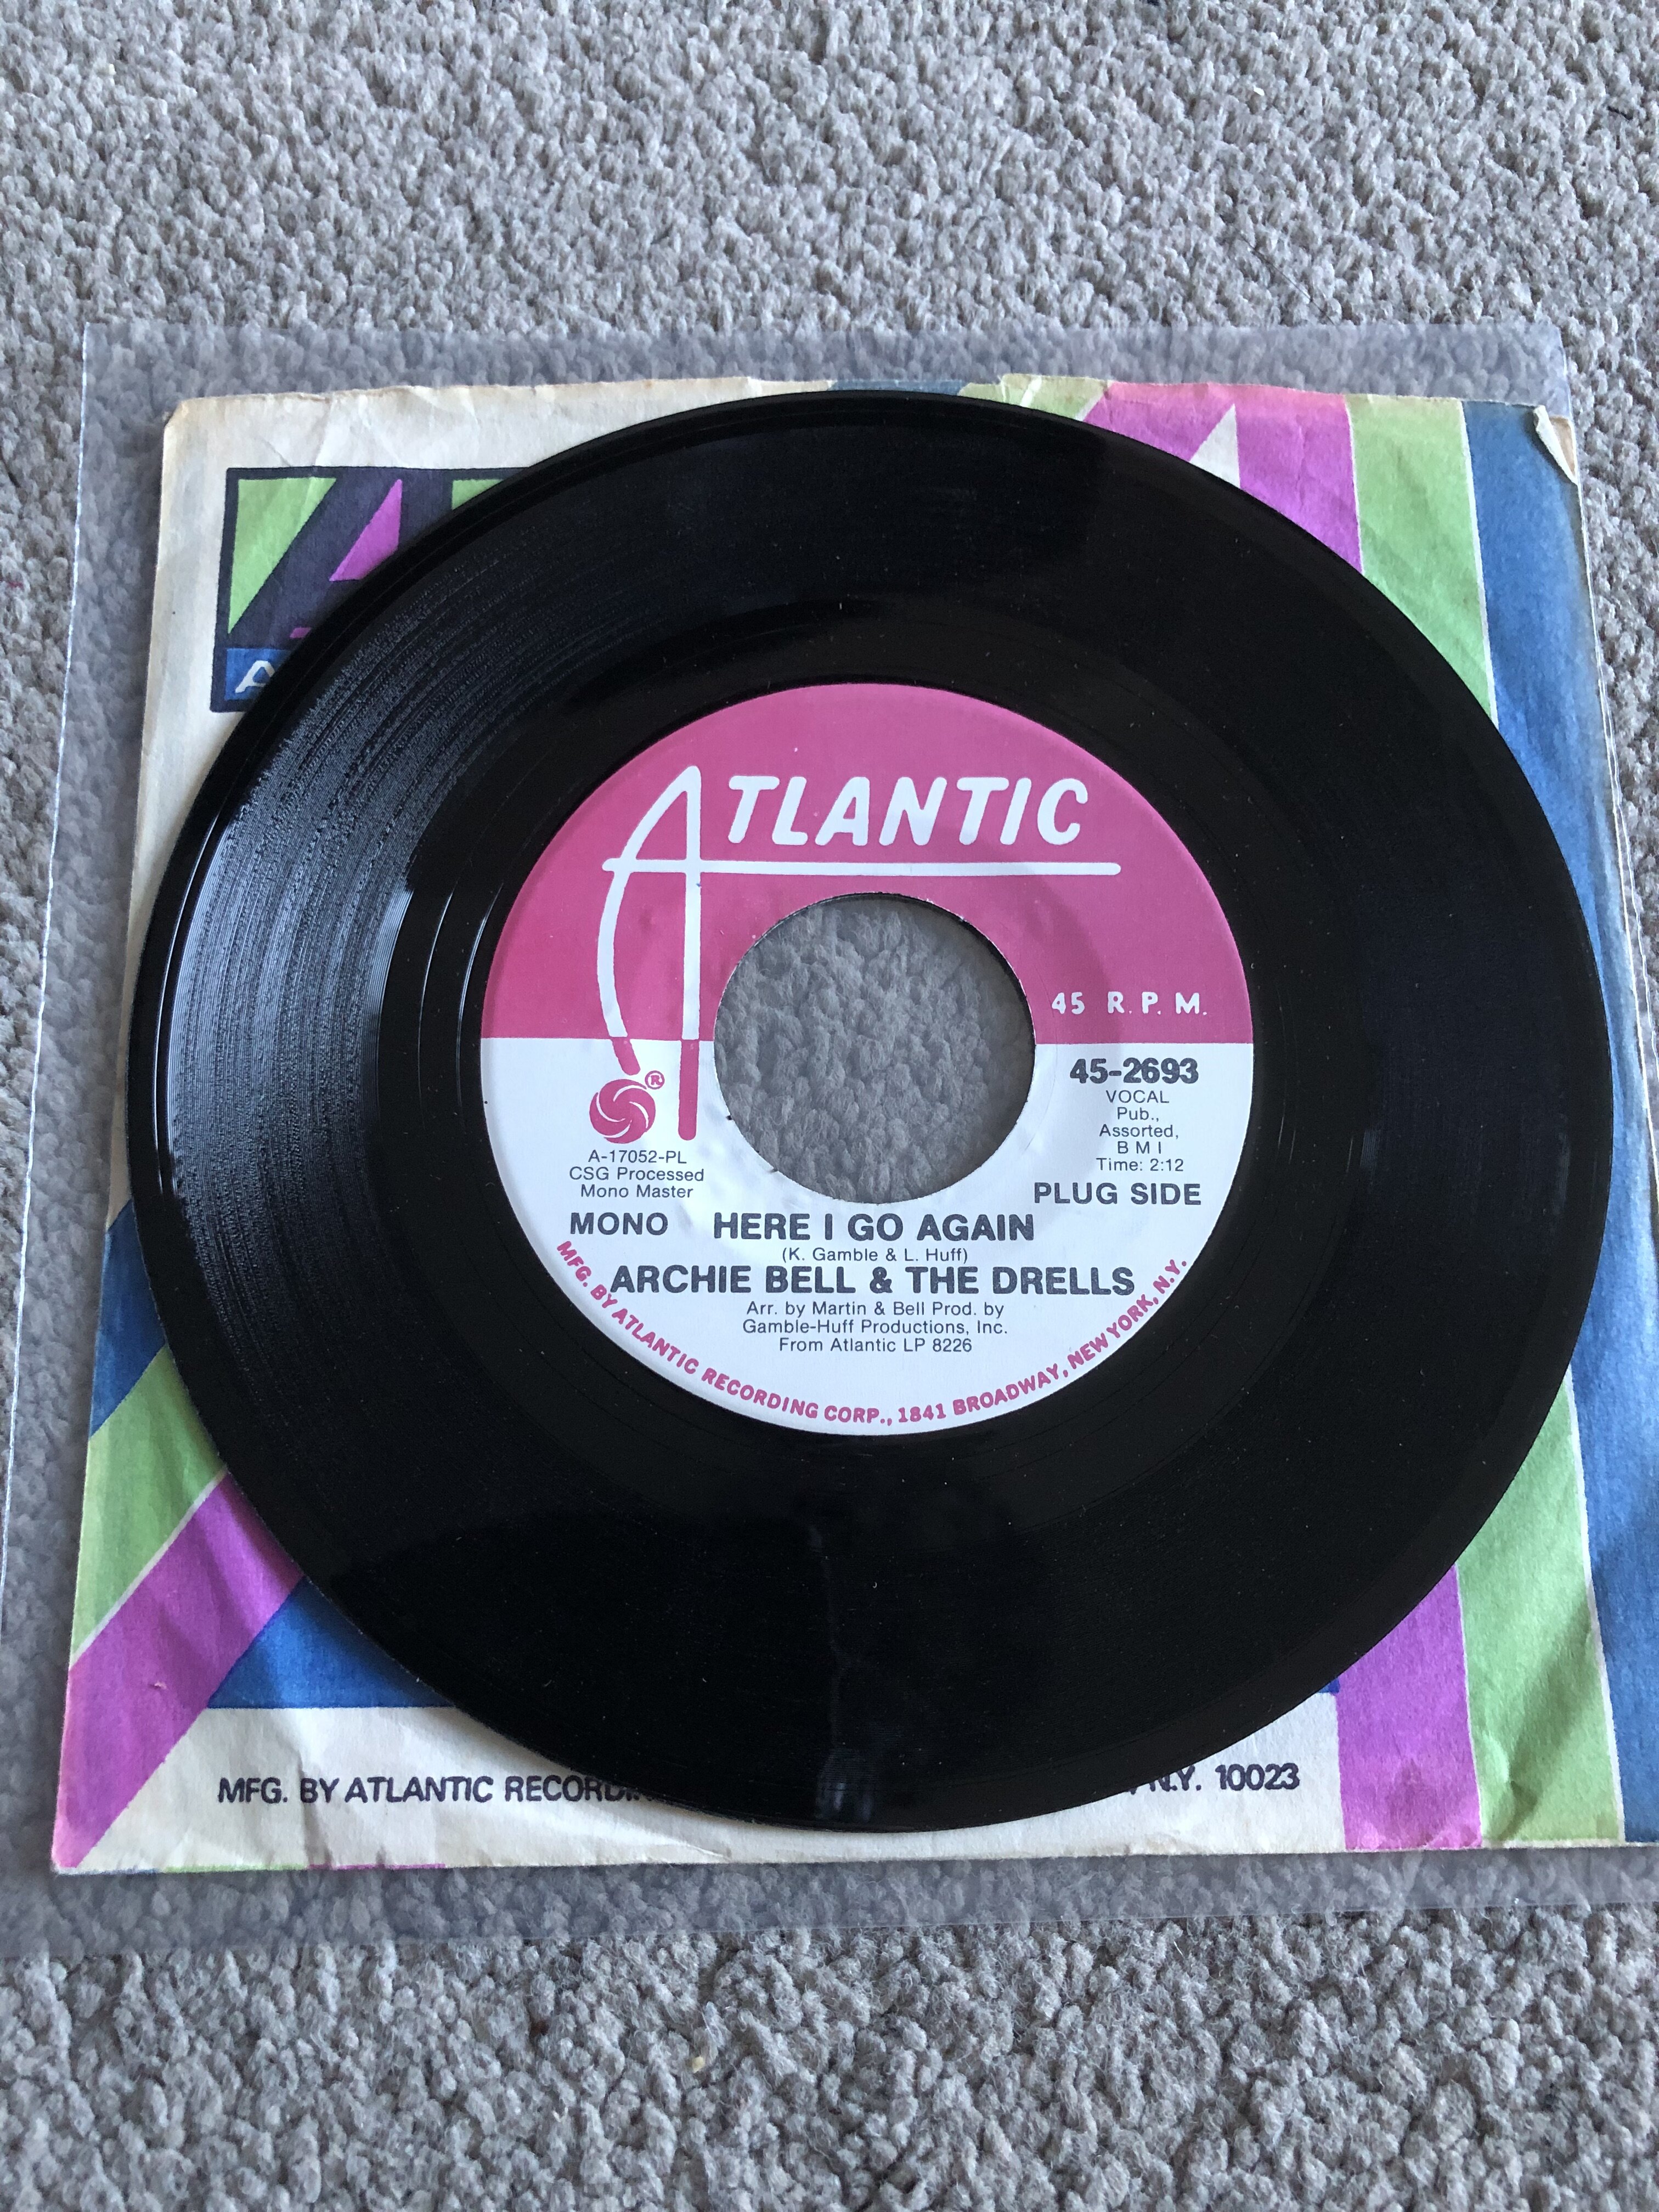 A
ATLANTIC
45 R.P.M.
45-2693
VOCAL
Pub.,
Assorted,
B M I
Time: 2:12
PLUG SIDE
®
A-17052-PL
CSG Processed
Mono Master
MONO HERE I GO AGAIN
(K. Gamble & L. Huff)
ARCHIE BELL & THE DRELLS
Arr. by Martin & Bell Prod. by
Gamble-Huff Productions, Inc.
From Atlantic LP 8226
MFG. BY ATLANTIC RECORDING CORP., 1841 BROADWAY, NEW YORK, N.Y.
MFG. BY ATLANTIC N.Y. 10023